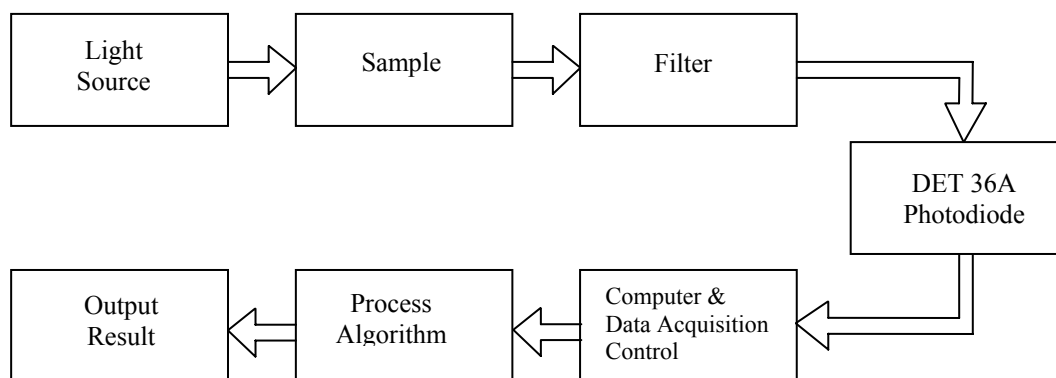 Light
Source
Sample
Filter
DET 36A
Photodiode
Computer &
Data Acquisition
Control
Process
Algorithm
Output
Result